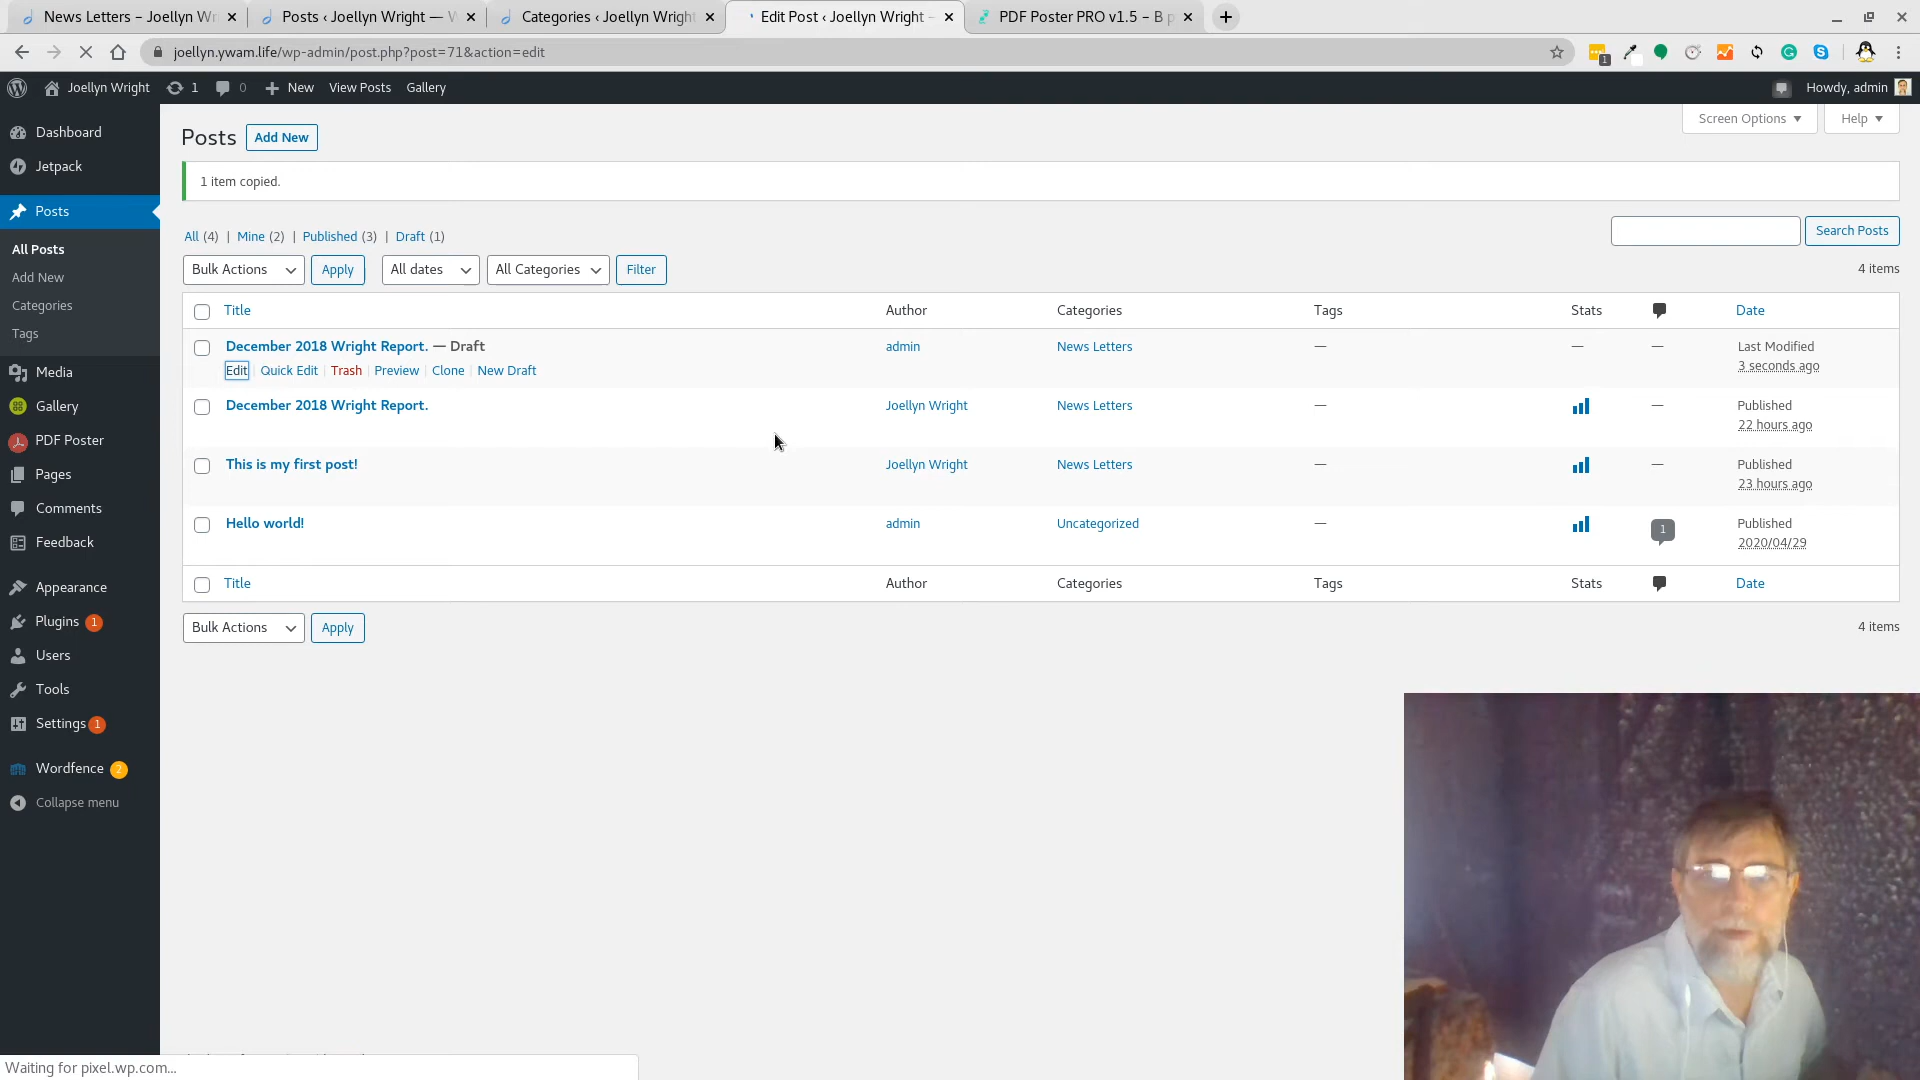 News Letters – Joellyn Wr
Posts ‹ Joellyn Wright — W
Categories ‹ Joellyn Wright
Edit Post ‹ Joellyn Wright –
PDF Poster PRO v1.5 – B p
joellyn.ywam.life/wp-admin/post.php?post=71&action=edit
1
Joellyn Wright
1
0
New
View Posts
Gallery
Howdy, admin
Dashboard
Jetpack
Posts
All Posts
Add New
Categories
Tags
Media
Gallery
PDF Poster
Pages
Comments
Feedback
Appearance
Plugins 1
Users
Tools
Settings 1
Wordfence 2
Collapse menu
Screen Options
Help
Posts Add New
1 item copied.
All (4) | Mine (2) | Published (3) | Draft (1)
Search Posts
Bulk Actions Apply All dates All Categories Filter 4 items
Title Author Categories Tags Stats Date
December 2018 Wright Report. — Draft admin News Letters — — — Last Modified
Edit | Quick Edit | Trash | Preview | Clone | New Draft 3 seconds ago
December 2018 Wright Report. Joellyn Wright News Letters — — Published
22 hours ago
This is my first post! Joellyn Wright News Letters — — Published
23 hours ago
Hello world! admin Uncategorized — 1 Published
2020/04/29
Title Author Categories Tags Stats Date
Bulk Actions Apply 4 items
Waiting for pixel.wp.com...